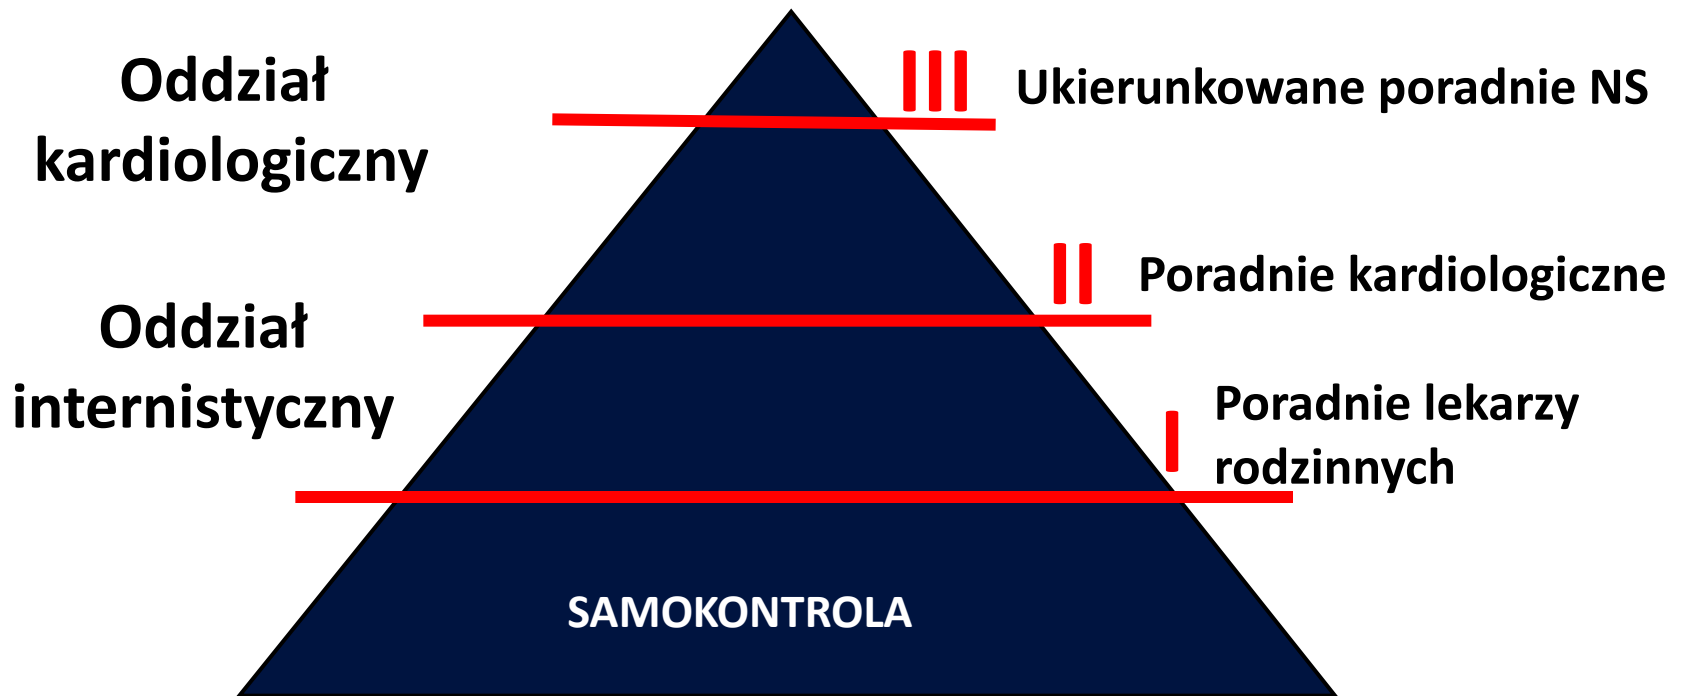 Oddział
kardiologiczny
III
Ukierunkowane poradnie NS
II
Poradnie kardiologiczne
Oddział
internistyczny
I
Poradnie lekarzy
rodzinnych
SAMOKONTROLA